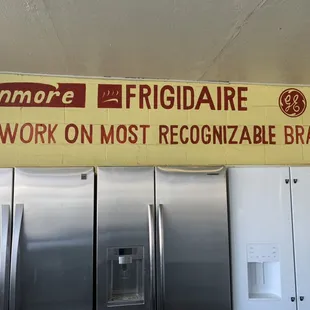 nmore FRIGIDAIRE GE
WORK ON MOST RECOGNIZABLE BRA